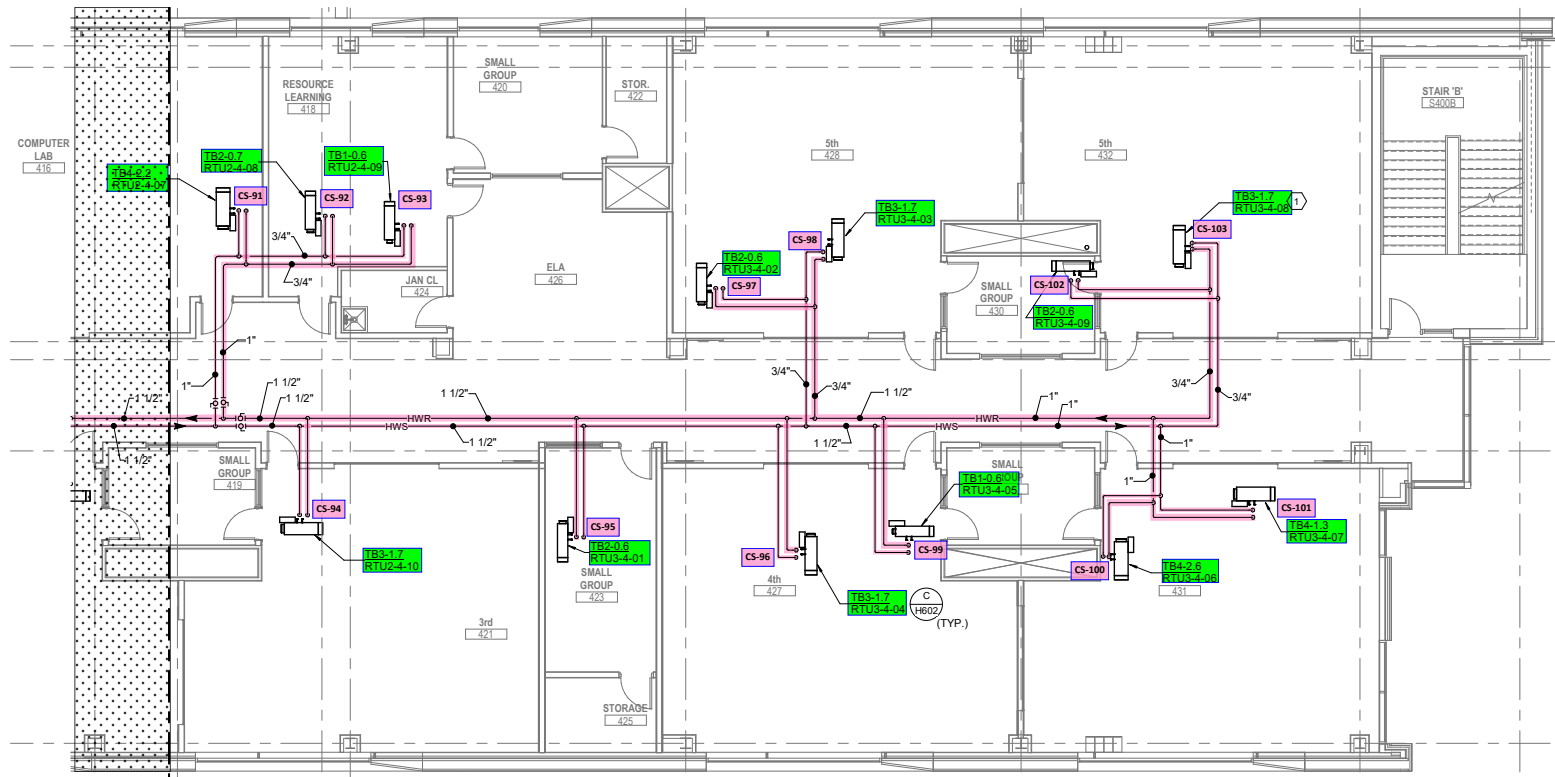 SMALL
GROUP
420
STOR.
422
RESOURCE
LEARNING
418
STAIR 'B'
S400B
COMPUTER
LAB
416
5th
428
5th
432
TB4-2.2
RTU2-4-07
TB2-0.7
RTU2-4-08
TB1-0.6
RTU2-4-09
CS-91
CS-92
CS-93
TB3-1.7
RTU3-4-03
TB3-1.7
RTU3-4-08
1
CS-98
CS-103
3/4"
3/4"
TB2-0.6
RTU3-4-02
CS-97
ELA
426
JAN CL
424
SMALL
GROUP
430
CS-102
TB2-0.6
RTU3-4-09
1"
1"
3/4"
3/4"
3/4"
3/4"
1 1/2"
1 1/2"
1 1/2"
1 1/2"
1 1/2"
1"
1"
HWR
HWR
HWS
HWS
1 1/2"
1 1/2"
1 1/2"
1"
1"
SMALL
GROUP
419
SMALL
TB1-0.6
RTU3-4-05
CS-94
CS-95
CS-96
CS-99
CS-100
CS-101
TB4-1.3
RTU3-4-07
TB3-1.7
RTU2-4-10
TB2-0.6
RTU3-4-01
SMALL
GROUP
423
4th
427
TB3-1.7
RTU3-4-04
C
H602
(TYP.)
TB4-2.6
RTU3-4-06
431
3rd
421
STORAGE
425